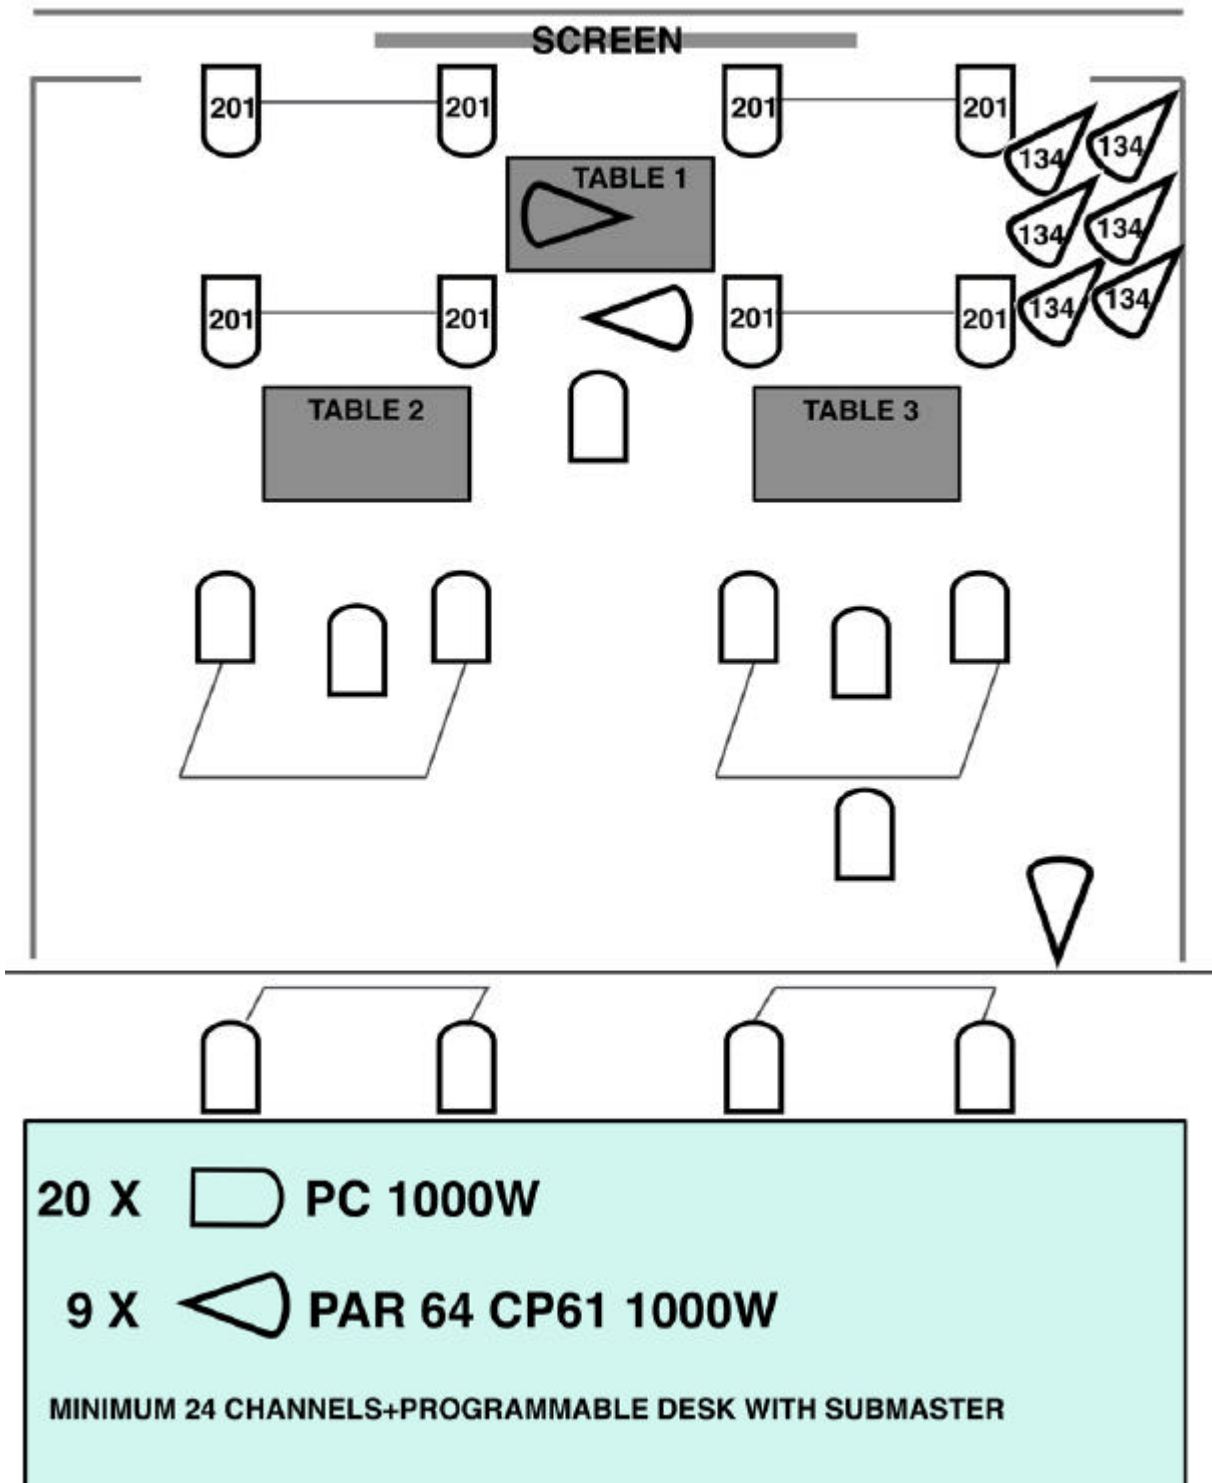 SCREEN
201 201 201 201
134 134
TABLE 1
134 134
201 201 201 201
134 134
TABLE 2 TABLE 3
20 X PC 1000W
9 X PAR 64 CP61 1000W
MINIMUM 24 CHANNELS+PROGRAMMABLE DESK WITH SUBMASTER